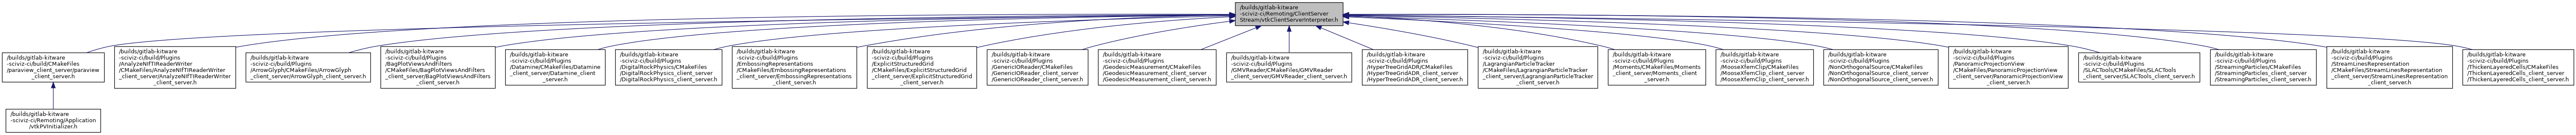 /builds/gitlab-kitware
-sciviz-ci/Remoting/ClientServer
Stream/vtkClientServerInterpreter.h
/builds/gitlab-kitware
-sciviz-ci/build/CMakeFiles
/paraview_client_server/paraview
_client_server.h
/builds/gitlab-kitware
-sciviz-ci/build/Plugins
/AnalyzeNIfTIReaderWriter
/CMakeFiles/AnalyzeNIfTIReaderWriter
_client_server/AnalyzeNIfTIReaderWriter
_client_server.h
/builds/gitlab-kitware
-sciviz-ci/build/Plugins
/ArrowGlyph/CMakeFiles/ArrowGlyph
_client_server/ArrowGlyph_client_server.h
/builds/gitlab-kitware
-sciviz-ci/build/Plugins
/BagPlotViewsAndFilters
/CMakeFiles/BagPlotViewsAndFilters
_client_server/BagPlotViewsAndFilters
_client_server.h
/builds/gitlab-kitware
-sciviz-ci/build/Plugins
/Datamine/CMakeFiles/Datamine
_client_server/Datamine_client
_server.h
/builds/gitlab-kitware
-sciviz-ci/build/Plugins
/DigitalRockPhysics/CMakeFiles
/DigitalRockPhysics_client_server
/DigitalRockPhysics_client_server.h
/builds/gitlab-kitware
-sciviz-ci/build/Plugins
/EmbossingRepresentations
/CMakeFiles/EmbossingRepresentations
_client_server/EmbossingRepresentations
_client_server.h
/builds/gitlab-kitware
-sciviz-ci/build/Plugins
/ExplicitStructuredGrid
/CMakeFiles/ExplicitStructuredGrid
_client_server/ExplicitStructuredGrid
_client_server.h
/builds/gitlab-kitware
-sciviz-ci/build/Plugins
/GenericIOReader/CMakeFiles
/GenericIOReader_client_server
/GenericIOReader_client_server.h
/builds/gitlab-kitware
-sciviz-ci/build/Plugins
/GeodesicMeasurement/CMakeFiles
/GeodesicMeasurement_client_server
/GeodesicMeasurement_client_server.h
/builds/gitlab-kitware
-sciviz-ci/build/Plugins
/GMVReader/CMakeFiles/GMVReader
_client_server/GMVReader_client_server.h
/builds/gitlab-kitware
-sciviz-ci/build/Plugins
/HyperTreeGridADR/CMakeFiles
/HyperTreeGridADR_client_server
/HyperTreeGridADR_client_server.h
/builds/gitlab-kitware
-sciviz-ci/build/Plugins
/LagrangianParticleTracker
/CMakeFiles/LagrangianParticleTracker
_client_server/LagrangianParticleTracker
_client_server.h
/builds/gitlab-kitware
-sciviz-ci/build/Plugins
/Moments/CMakeFiles/Moments
_client_server/Moments_client
_server.h
/builds/gitlab-kitware
-sciviz-ci/build/Plugins
/MooseXfemClip/CMakeFiles
/MooseXfemClip_client_server
/MooseXfemClip_client_server.h
/builds/gitlab-kitware
-sciviz-ci/build/Plugins
/NonOrthogonalSource/CMakeFiles
/NonOrthogonalSource_client_server
/NonOrthogonalSource_client_server.h
/builds/gitlab-kitware
-sciviz-ci/build/Plugins
/PanoramicProjectionView
/CMakeFiles/PanoramicProjectionView
_client_server/PanoramicProjectionView
_client_server.h
/builds/gitlab-kitware
-sciviz-ci/build/Plugins
/SLACTools/CMakeFiles/SLACTools
_client_server/SLACTools_client_server.h
/builds/gitlab-kitware
-sciviz-ci/build/Plugins
/StreamingParticles/CMakeFiles
/StreamingParticles_client_server
/StreamingParticles_client_server.h
/builds/gitlab-kitware
-sciviz-ci/build/Plugins
/StreamLinesRepresentation
/CMakeFiles/StreamLinesRepresentation
_client_server/StreamLinesRepresentation
_client_server.h
/builds/gitlab-kitware
-sciviz-ci/build/Plugins
/ThickenLayeredCells/CMakeFiles
/ThickenLayeredCells_client_server
/ThickenLayeredCells_client_server.h
/builds/gitlab-kitware
-sciviz-ci/Remoting/Application
/vtkPVInitializer.h